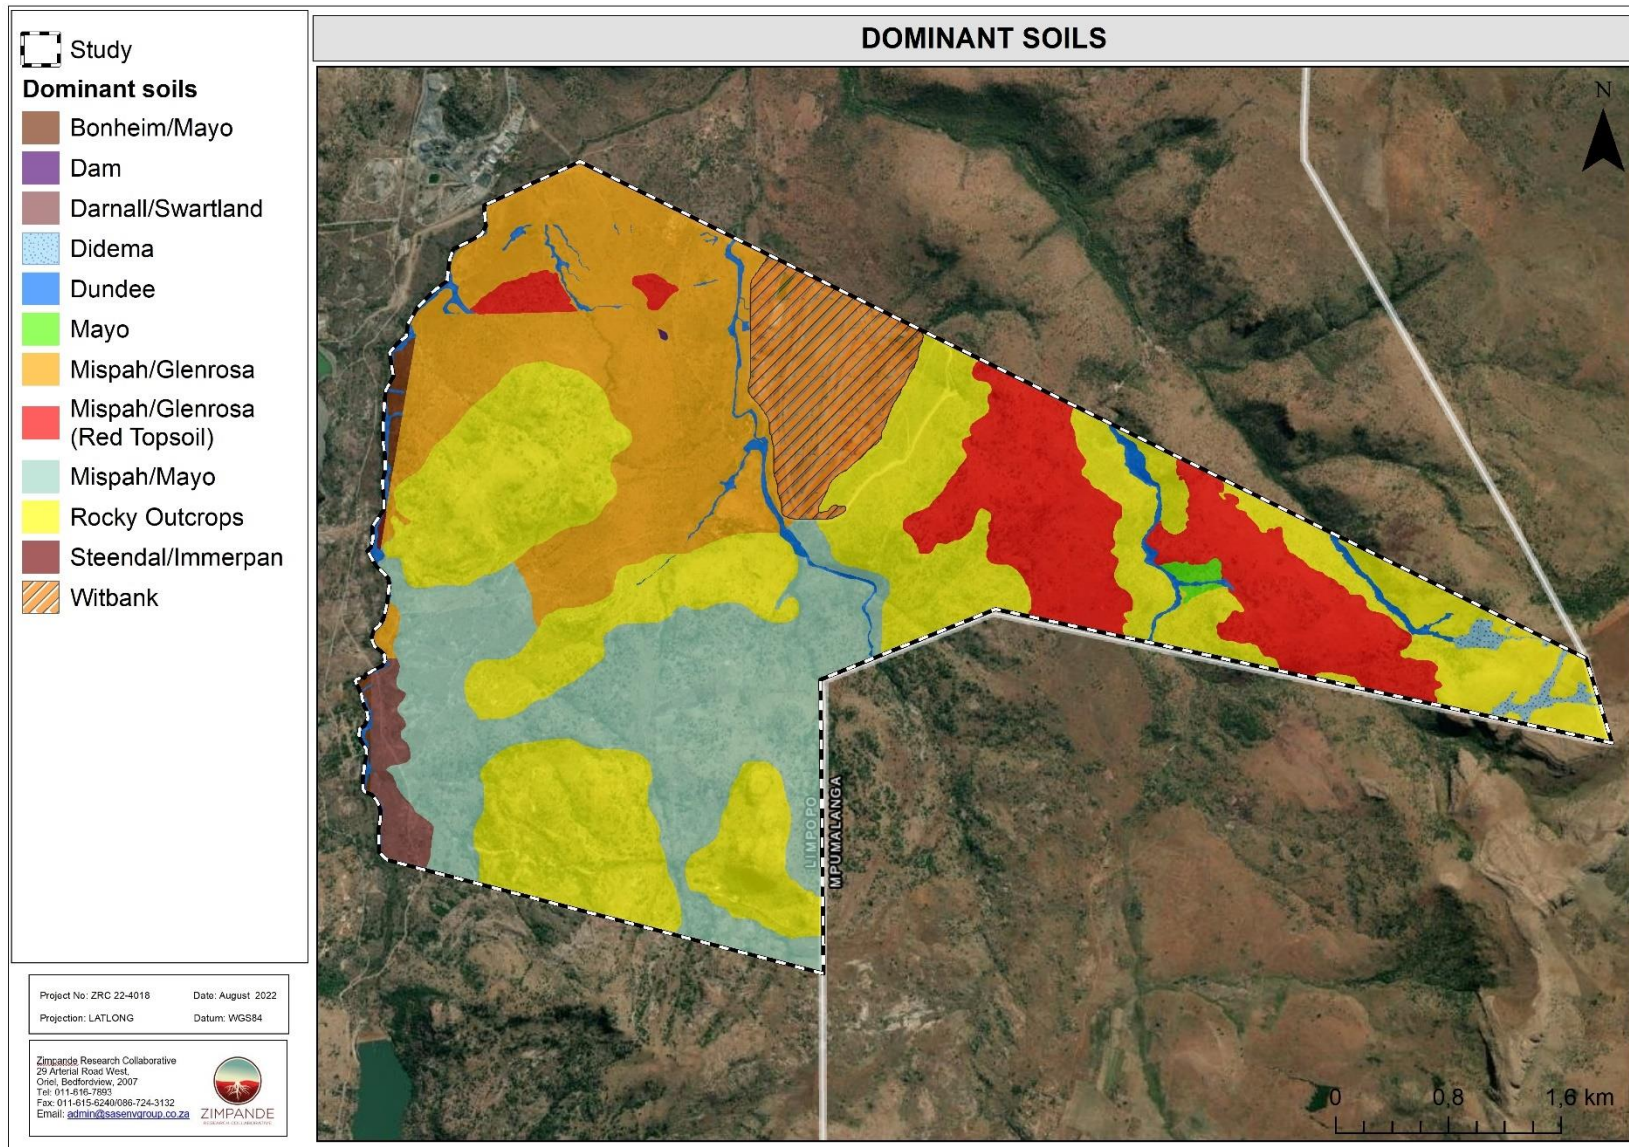 Study
Dominant soils
Bonheim/Mayo
Dam
Darnall/Swartland
Didema
Dundee
Mayo
Mispah/Glenrosa
Mispah/Glenrosa
(Red Topsoil)
Mispah/Mayo
Rocky Outcrops
Steendal/Immerpan
Witbank
Project No: ZRC 22-4018
Date: August 2022
Projection: LATLONG
Datum: WGS84
Zimpande Research Collaborative
29 Arterial Road West,
Oriel, Bedfordview, 2007
Tel: 011-616-7893
Fax: 011-615-6240/086-724-3132
Email: admin@sasenvgroup.co.za
ZIMPANDE
RESEARCH COLLABORATIVE
DOMINANT SOILS
N
LIMPOPO
MPUMALANGA
0 0,8 1,6 km